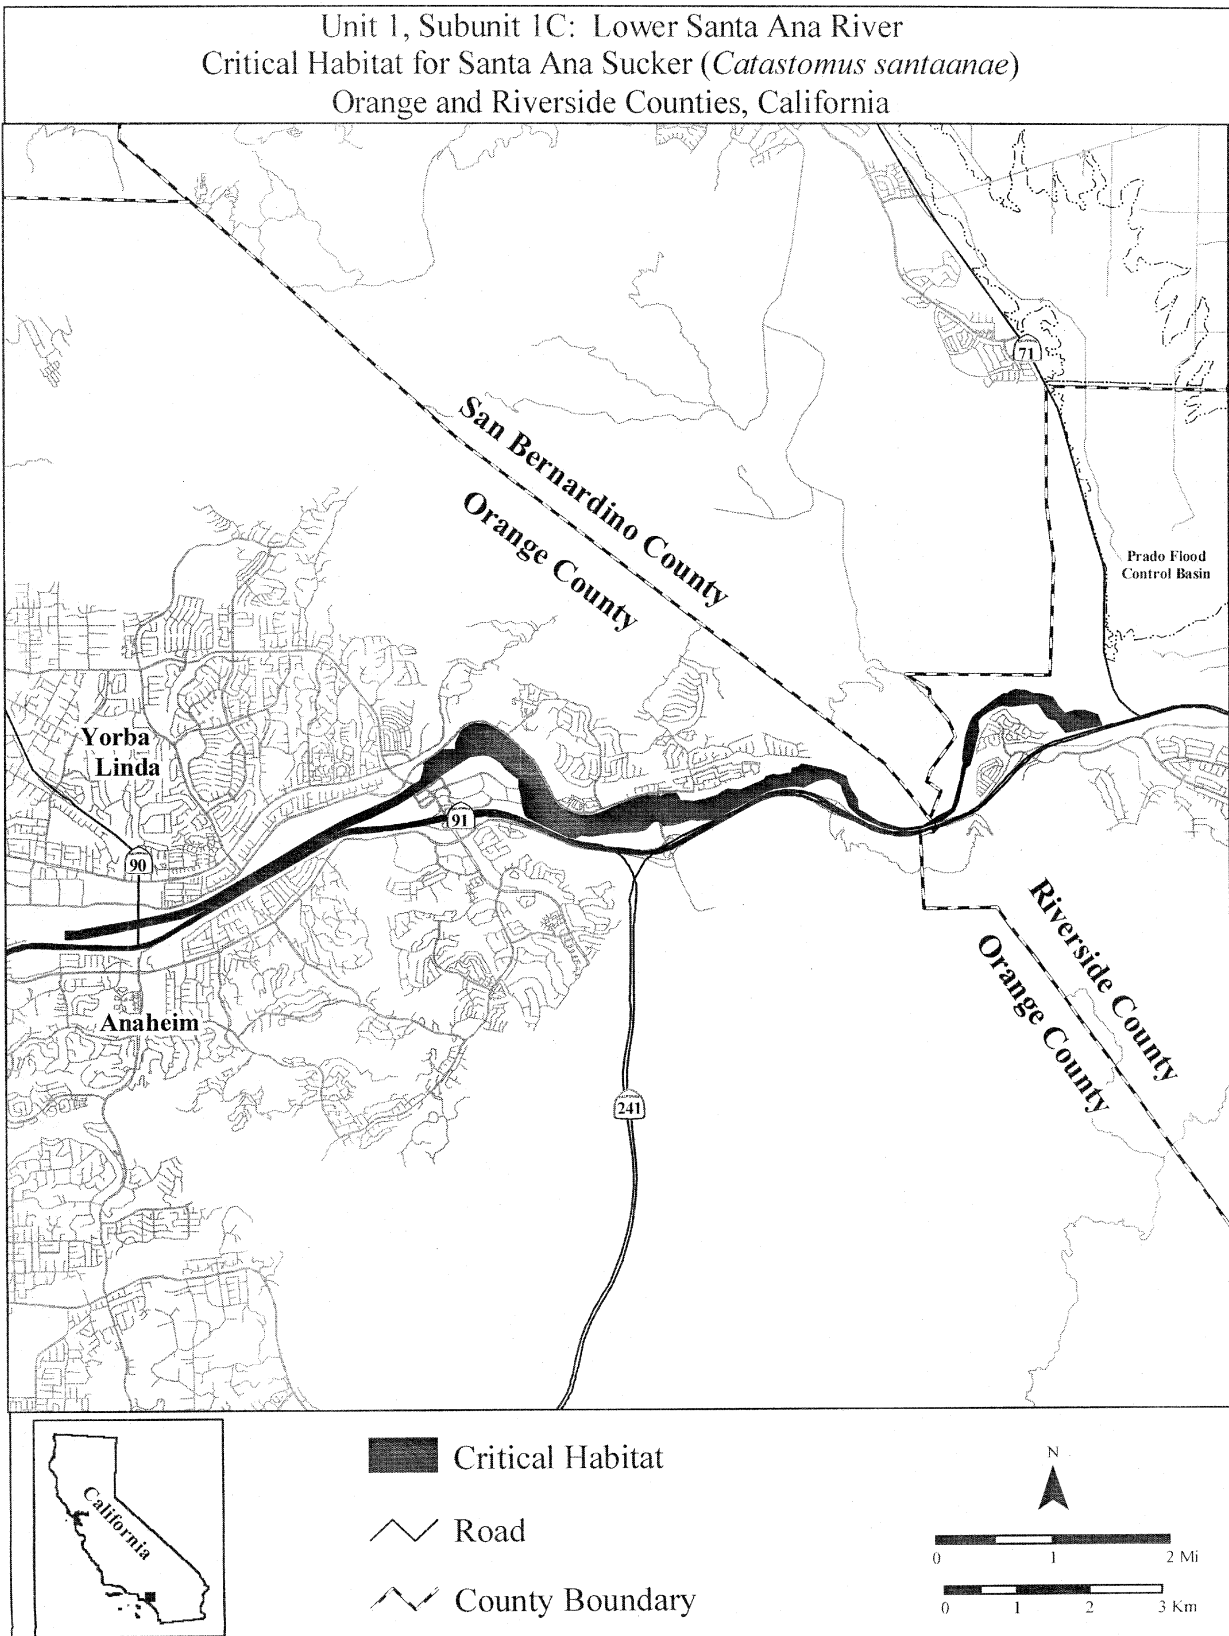 Unit 1, Subunit 1C: Lower Santa Ana River
Critical Habitat for Santa Ana Sucker (Catastomus santaanae)
Orange and Riverside Counties, California
71
San Bernardino County
Orange County
Prado Flood
Control Basin
Yorba
Linda
91
90
Riverside County
Orange County
Anaheim
CALIFORNIA
241
California
Critical Habitat
Road
County Boundary
N
0 1 2 Mi
0 1 2 3 Km